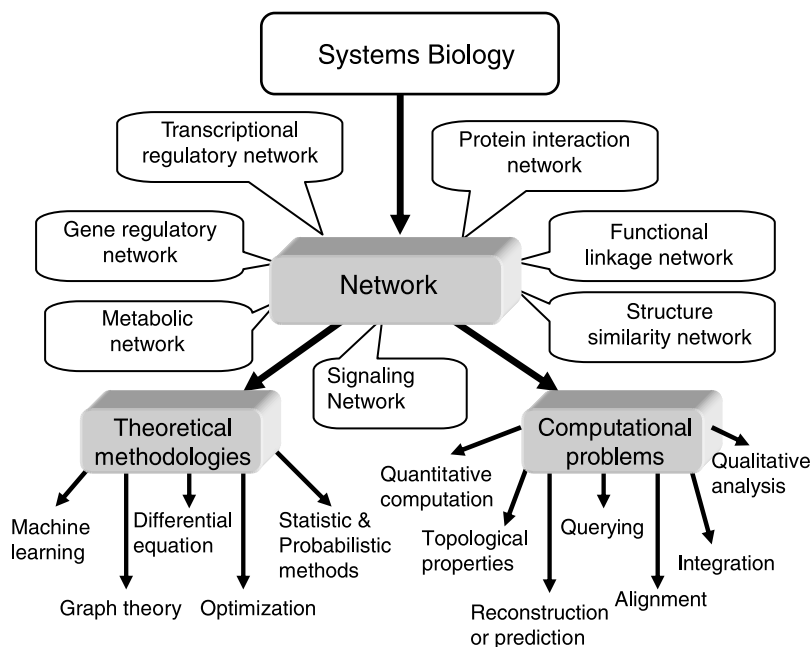 Systems Biology
Transcriptional
regulatory network
Protein interaction
network
Gene regulatory
network
Functional
linkage network
Network
Metabolic
network
Structure
similarity network
Signaling
Network
Theoretical
methodologies
Computational
problems
Machine
learning
Differential
equation
Statistic &
Probabilistic
methods
Graph theory
Optimization
Quantitative
computation
Qualitative
analysis
Topological
properties
Querying
Integration
Reconstruction
or prediction
Alignment